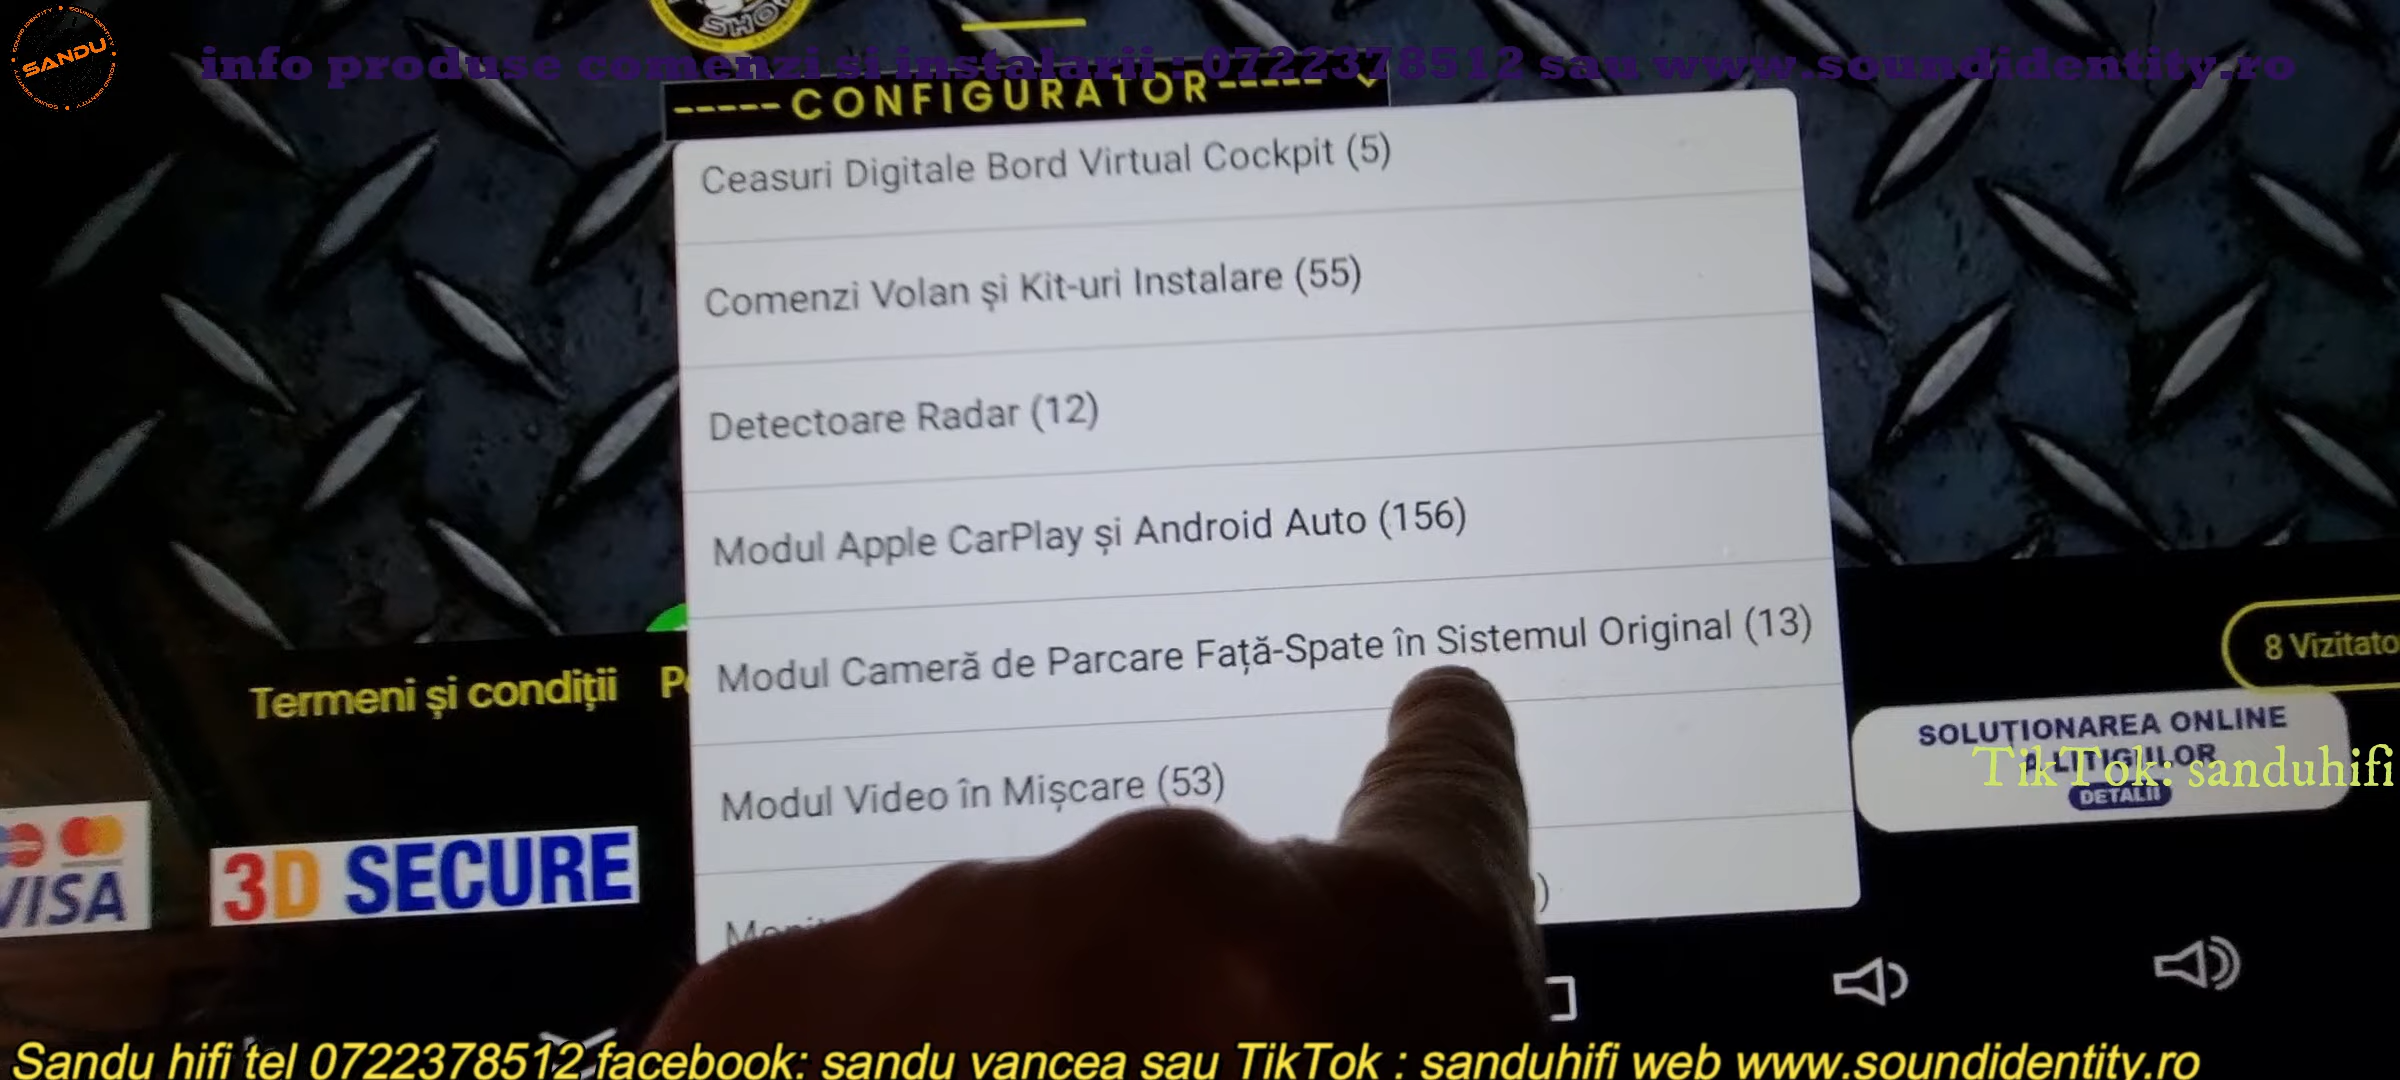 SANDU
SHO
info produse comenzi si instalarii : 0722378512 sau www.soundidentity.ro
-----CONFIGURATOR-----
Ceasuri Digitale Bord Virtual Cockpit (5)
Comenzi Volan și Kit-uri Instalare (55)
Detectoare Radar (12)
Modul Apple CarPlay și Android Auto (156)
Modul Cameră de Parcare Față-Spate în Sistemul Original (13)
Modul Video în Mișcare (53)
Termeni și condiții
8 Vizitato
SOLUȚIONAREA ONLINE
A LITIGIILOR
DETALII
TikTok: sanduhifi
VISA
3D SECURE
Sandu hifi tel 0722378512 facebook: sandu vancea sau TikTok : sanduhifi web www.soundidentity.ro